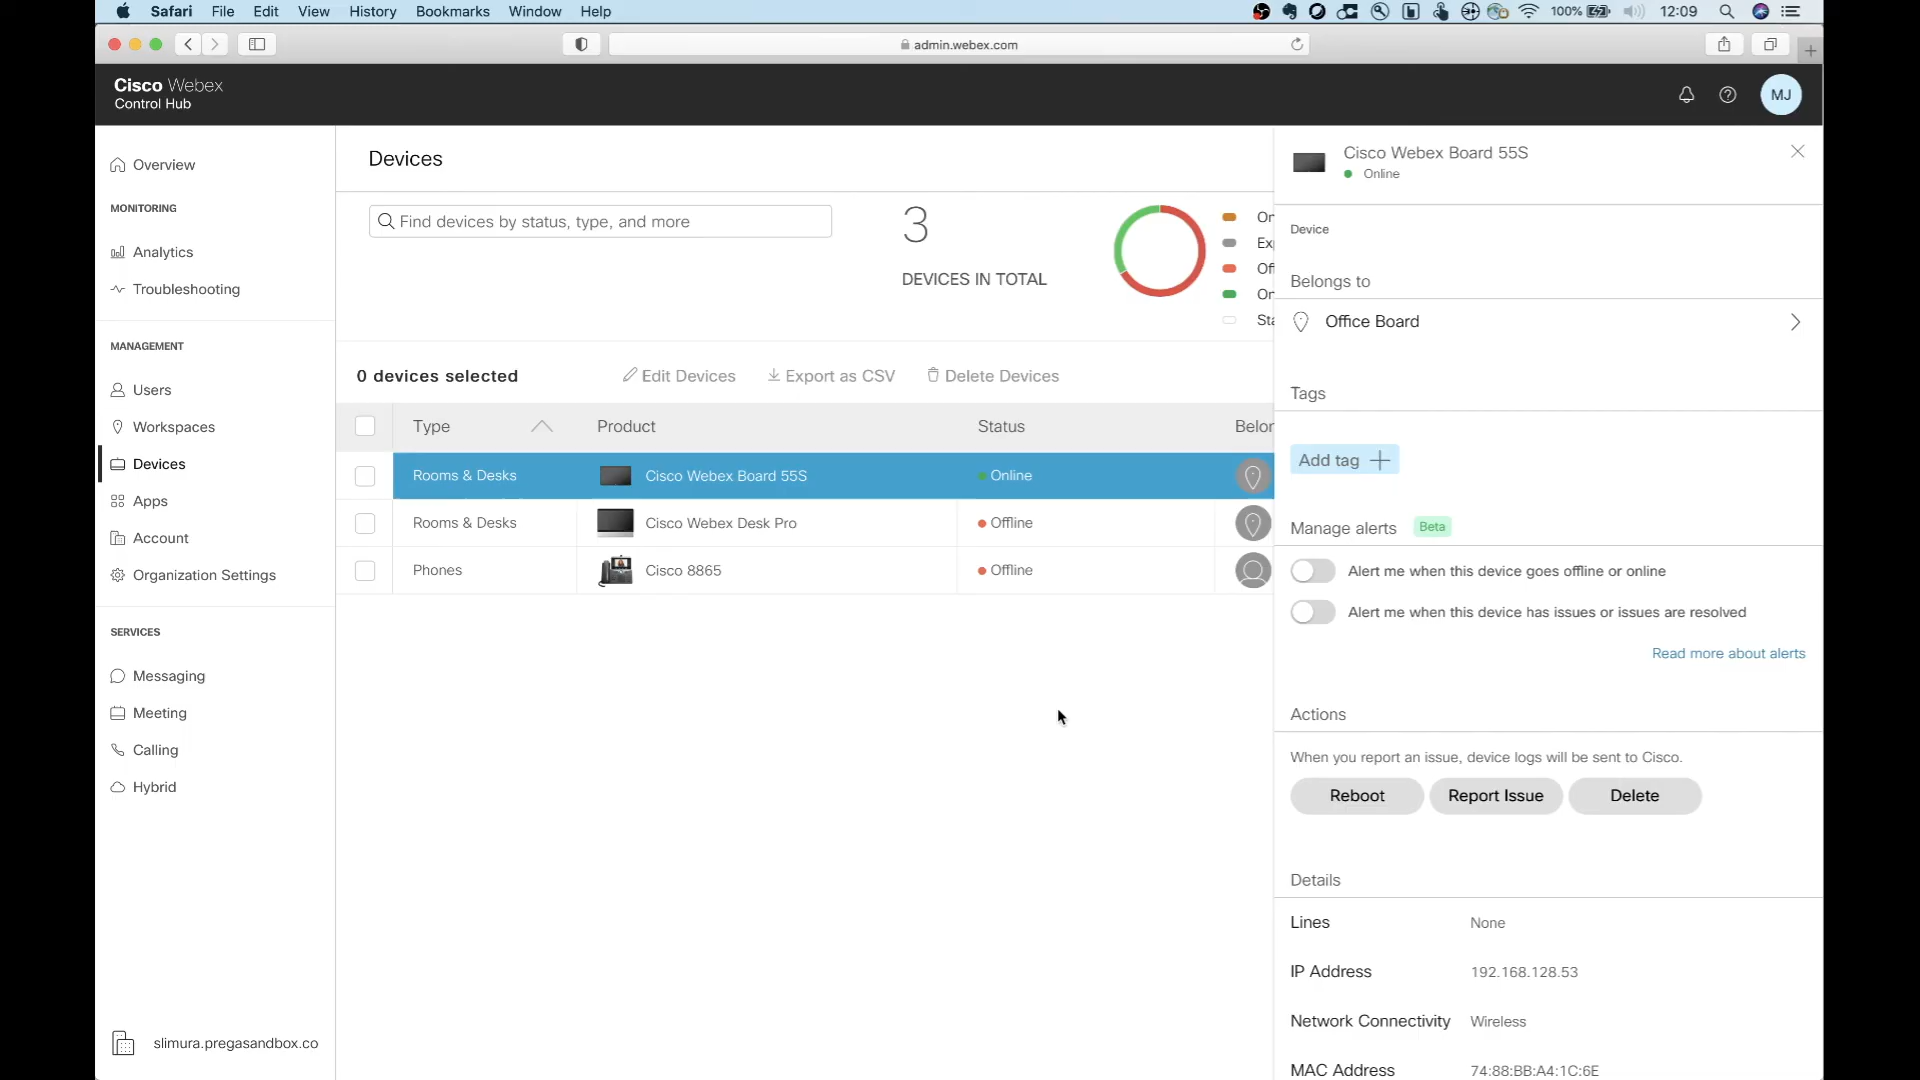 Safari File Edit View History Bookmarks Window Help 100% 12:09
admin.webex.com
Cisco Webex
Control Hub
MJ
Overview
MONITORING
Analytics
Troubleshooting
MANAGEMENT
Users
Workspaces
Devices
Apps
Account
Organization Settings
SERVICES
Messaging
Meeting
Calling
Hybrid
slimura.pregasandbox.co
Devices
Find devices by status, type, and more
3
DEVICES IN TOTAL
On
Ex
Off
On
Sta
0 devices selected Edit Devices Export as CSV Delete Devices
Type Product Status Belon
Rooms & Desks Cisco Webex Board 55S Online
Rooms & Desks Cisco Webex Desk Pro Offline
Phones Cisco 8865 Offline
Cisco Webex Board 55S
Online
Device
Belongs to
Office Board
Tags
Add tag
Manage alerts Beta
Alert me when this device goes offline or online
Alert me when this device has issues or issues are resolved
Read more about alerts
Actions
When you report an issue, device logs will be sent to Cisco.
Reboot Report Issue Delete
Details
Lines None
IP Address 192.168.128.53
Network Connectivity Wireless
MAC Address 74:88:BB:A4:1C:6E